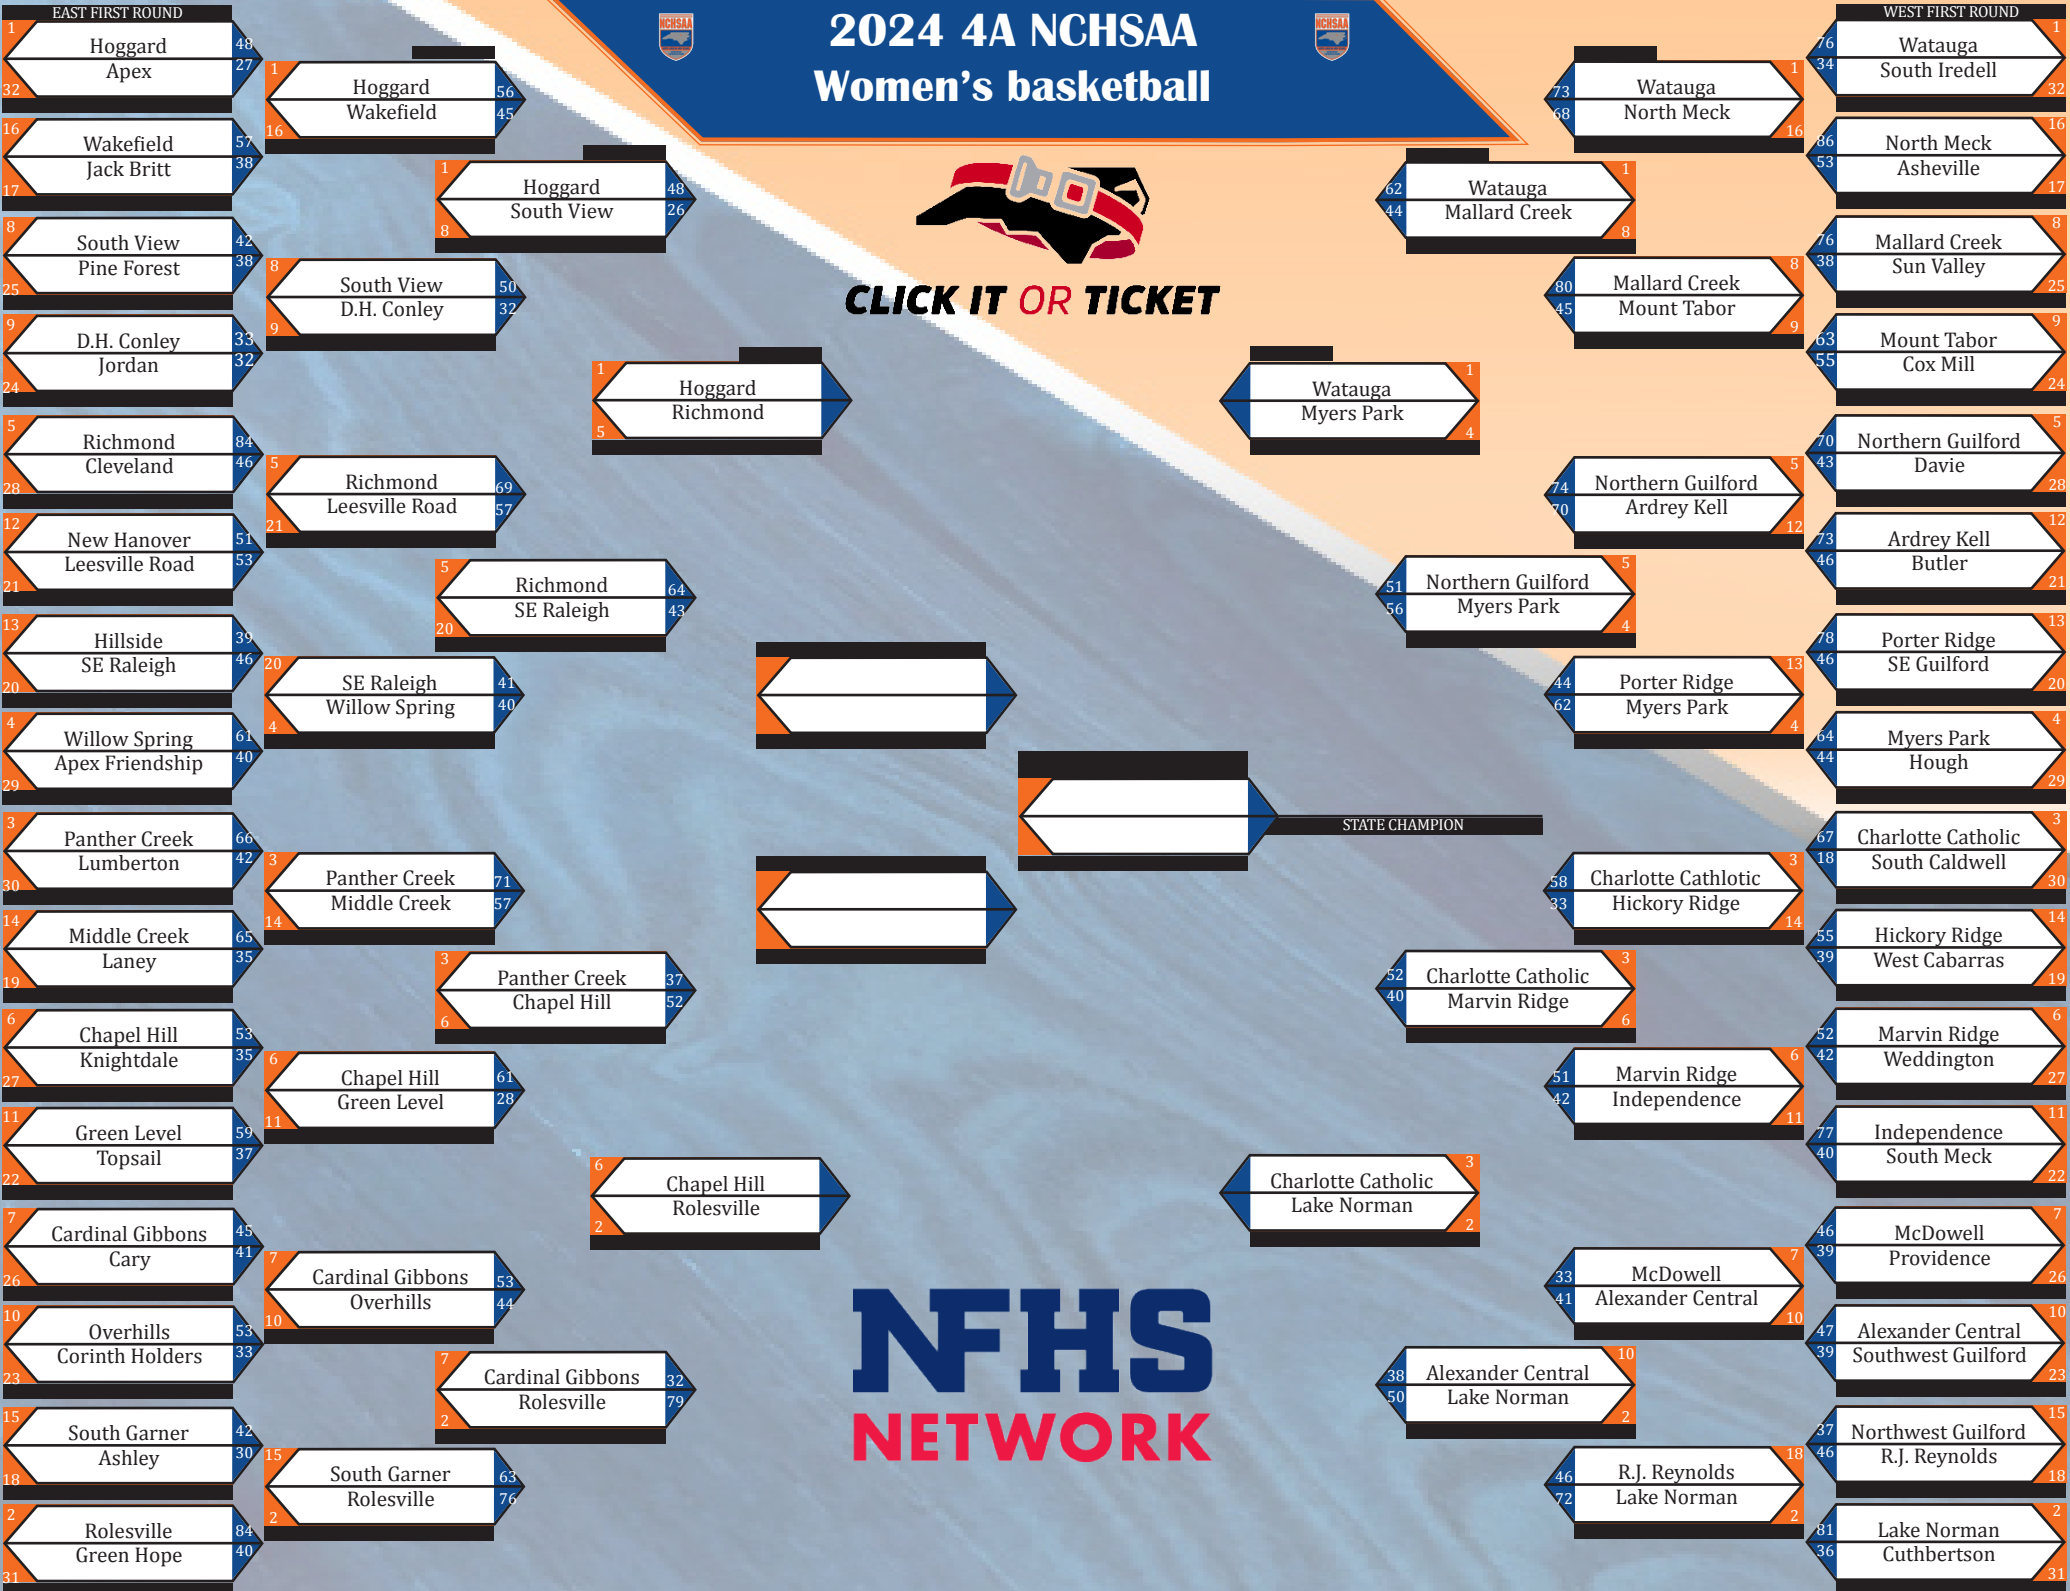 2024 4A NCHSAA
Women's basketball
NCHSAA
NCHSAA
CLICK IT OR TICKET
EAST FIRST ROUND
1
Hoggard 48
Apex 27
32
16
Wakefield 57
Jack Britt 38
17
8
South View 42
Pine Forest 38
25
9
D.H. Conley 33
Jordan 32
24
5
Richmond 84
Cleveland 46
28
12
New Hanover 51
Leesville Road 53
21
13
Hillside 39
SE Raleigh 46
20
4
Willow Spring 61
Apex Friendship 40
29
3
Panther Creek 66
Lumberton 42
30
14
Middle Creek 65
Laney 35
19
6
Chapel Hill 53
Knightdale 35
27
11
Green Level 59
Topsail 37
22
7
Cardinal Gibbons 45
Cary 41
26
10
Overhills 53
Corinth Holders 33
23
15
South Garner 42
Ashley 30
18
2
Rolesville 84
Green Hope 40
31
1
Hoggard 56
Wakefield 45
16
8
South View 50
D.H. Conley 32
9
5
Richmond 69
Leesville Road 57
21
20
SE Raleigh 41
Willow Spring 40
4
3
Panther Creek 71
Middle Creek 57
14
6
Chapel Hill 61
Green Level 28
11
7
Cardinal Gibbons 53
Overhills 44
10
15
South Garner 63
Rolesville 76
2
1
Hoggard 48
South View 26
8
5
Richmond 64
SE Raleigh 43
20
3
Panther Creek 37
Chapel Hill 52
6
7
Cardinal Gibbons 32
Rolesville 79
2
1
Hoggard
Richmond
5
6
Chapel Hill
Rolesville
2
STATE CHAMPION
1
Watauga
Myers Park
4
3
Charlotte Catholic
Lake Norman
2
1
62 Watauga
44 Mallard Creek
8
5
51 Northern Guilford
56 Myers Park
4
3
52 Charlotte Catholic
40 Marvin Ridge
6
10
38 Alexander Central
50 Lake Norman
2
1
73 Watauga
68 North Meck
16
8
80 Mallard Creek
45 Mount Tabor
9
5
74 Northern Guilford
70 Ardrey Kell
12
13
44 Porter Ridge
62 Myers Park
4
3
58 Charlotte Cathlotic
33 Hickory Ridge
14
6
51 Marvin Ridge
42 Independence
11
7
33 McDowell
41 Alexander Central
10
18
46 R.J. Reynolds
72 Lake Norman
2
WEST FIRST ROUND
1
76 Watauga
34 South Iredell
32
16
86 North Meck
53 Asheville
17
8
76 Mallard Creek
38 Sun Valley
25
9
63 Mount Tabor
55 Cox Mill
24
5
70 Northern Guilford
43 Davie
28
12
73 Ardrey Kell
46 Butler
21
13
78 Porter Ridge
46 SE Guilford
20
4
64 Myers Park
44 Hough
29
3
67 Charlotte Catholic
18 South Caldwell
30
14
55 Hickory Ridge
39 West Cabarras
19
6
52 Marvin Ridge
42 Weddington
27
11
77 Independence
40 South Meck
22
7
46 McDowell
39 Providence
26
10
47 Alexander Central
39 Southwest Guilford
23
15
37 Northwest Guilford
46 R.J. Reynolds
18
2
81 Lake Norman
36 Cuthbertson
31
NFHS
NETWORK